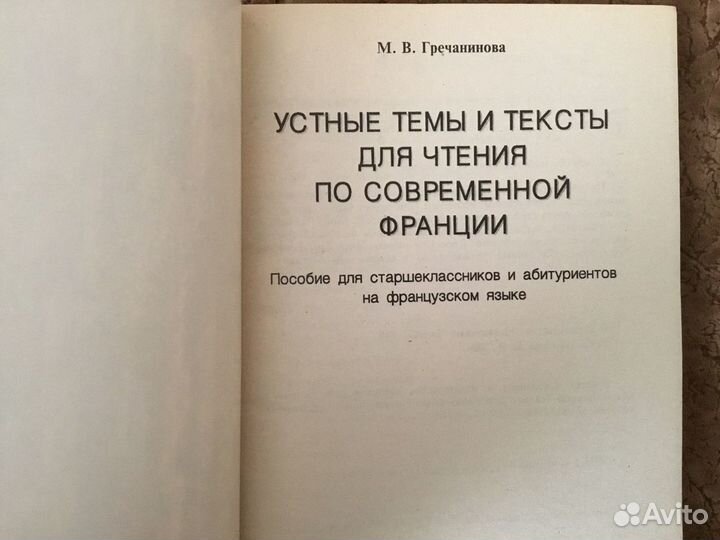 М. В. Гречанинова
УСТНЫЕ ТЕМЫ И ТЕКСТЫ
ДЛЯ ЧТЕНИЯ
ПО СОВРЕМЕННОЙ
ФРАНЦИИ
Пособие для старшеклассников и абитуриентов
на французском языке
Avito